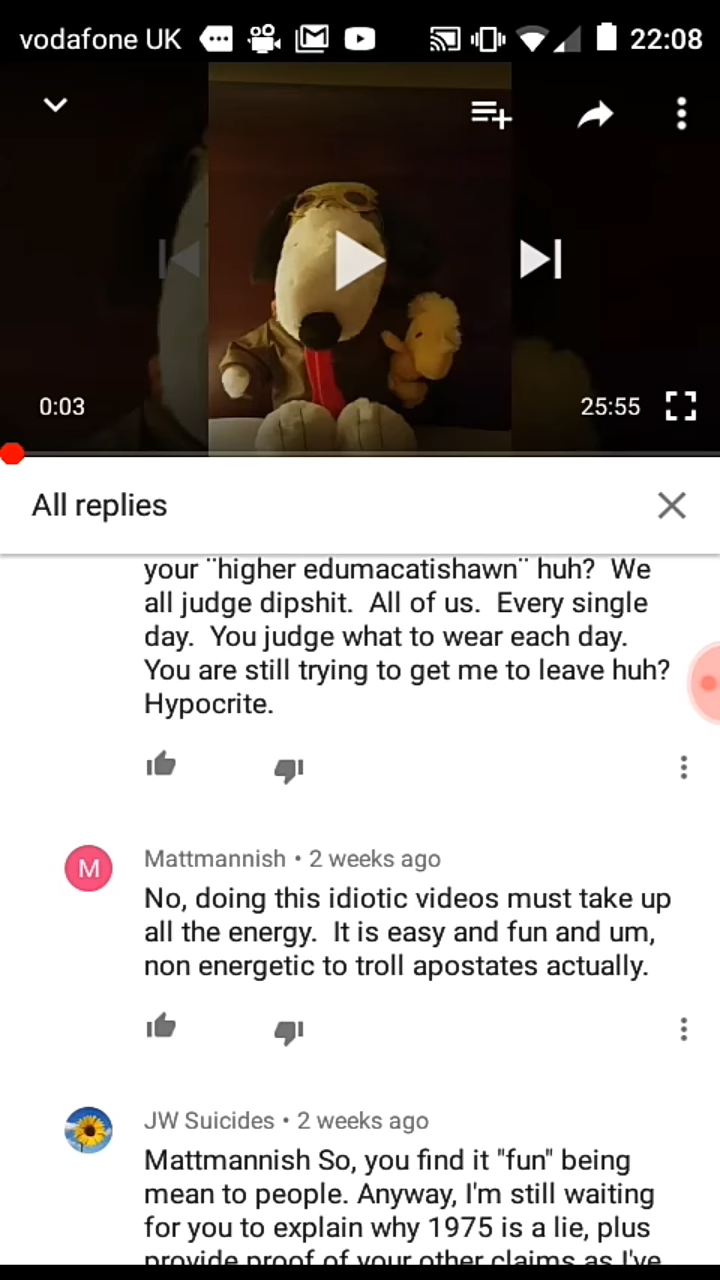 vodafone UK 22:08
0:03 25:55
All replies
your ¨higher edumacatishawn¨ huh?  We
all judge dipshit.  All of us.  Every single
day.  You judge what to wear each day.
You are still trying to get me to leave huh?
Hypocrite.
M
Mattmannish • 2 weeks ago
No, doing this idiotic videos must take up
all the energy.  It is easy and fun and um,
non energetic to troll apostates actually.
JW Suicides • 2 weeks ago
Mattmannish So, you find it "fun" being
mean to people. Anyway, I'm still waiting
for you to explain why 1975 is a lie, plus
provide proof of your other claims as I've